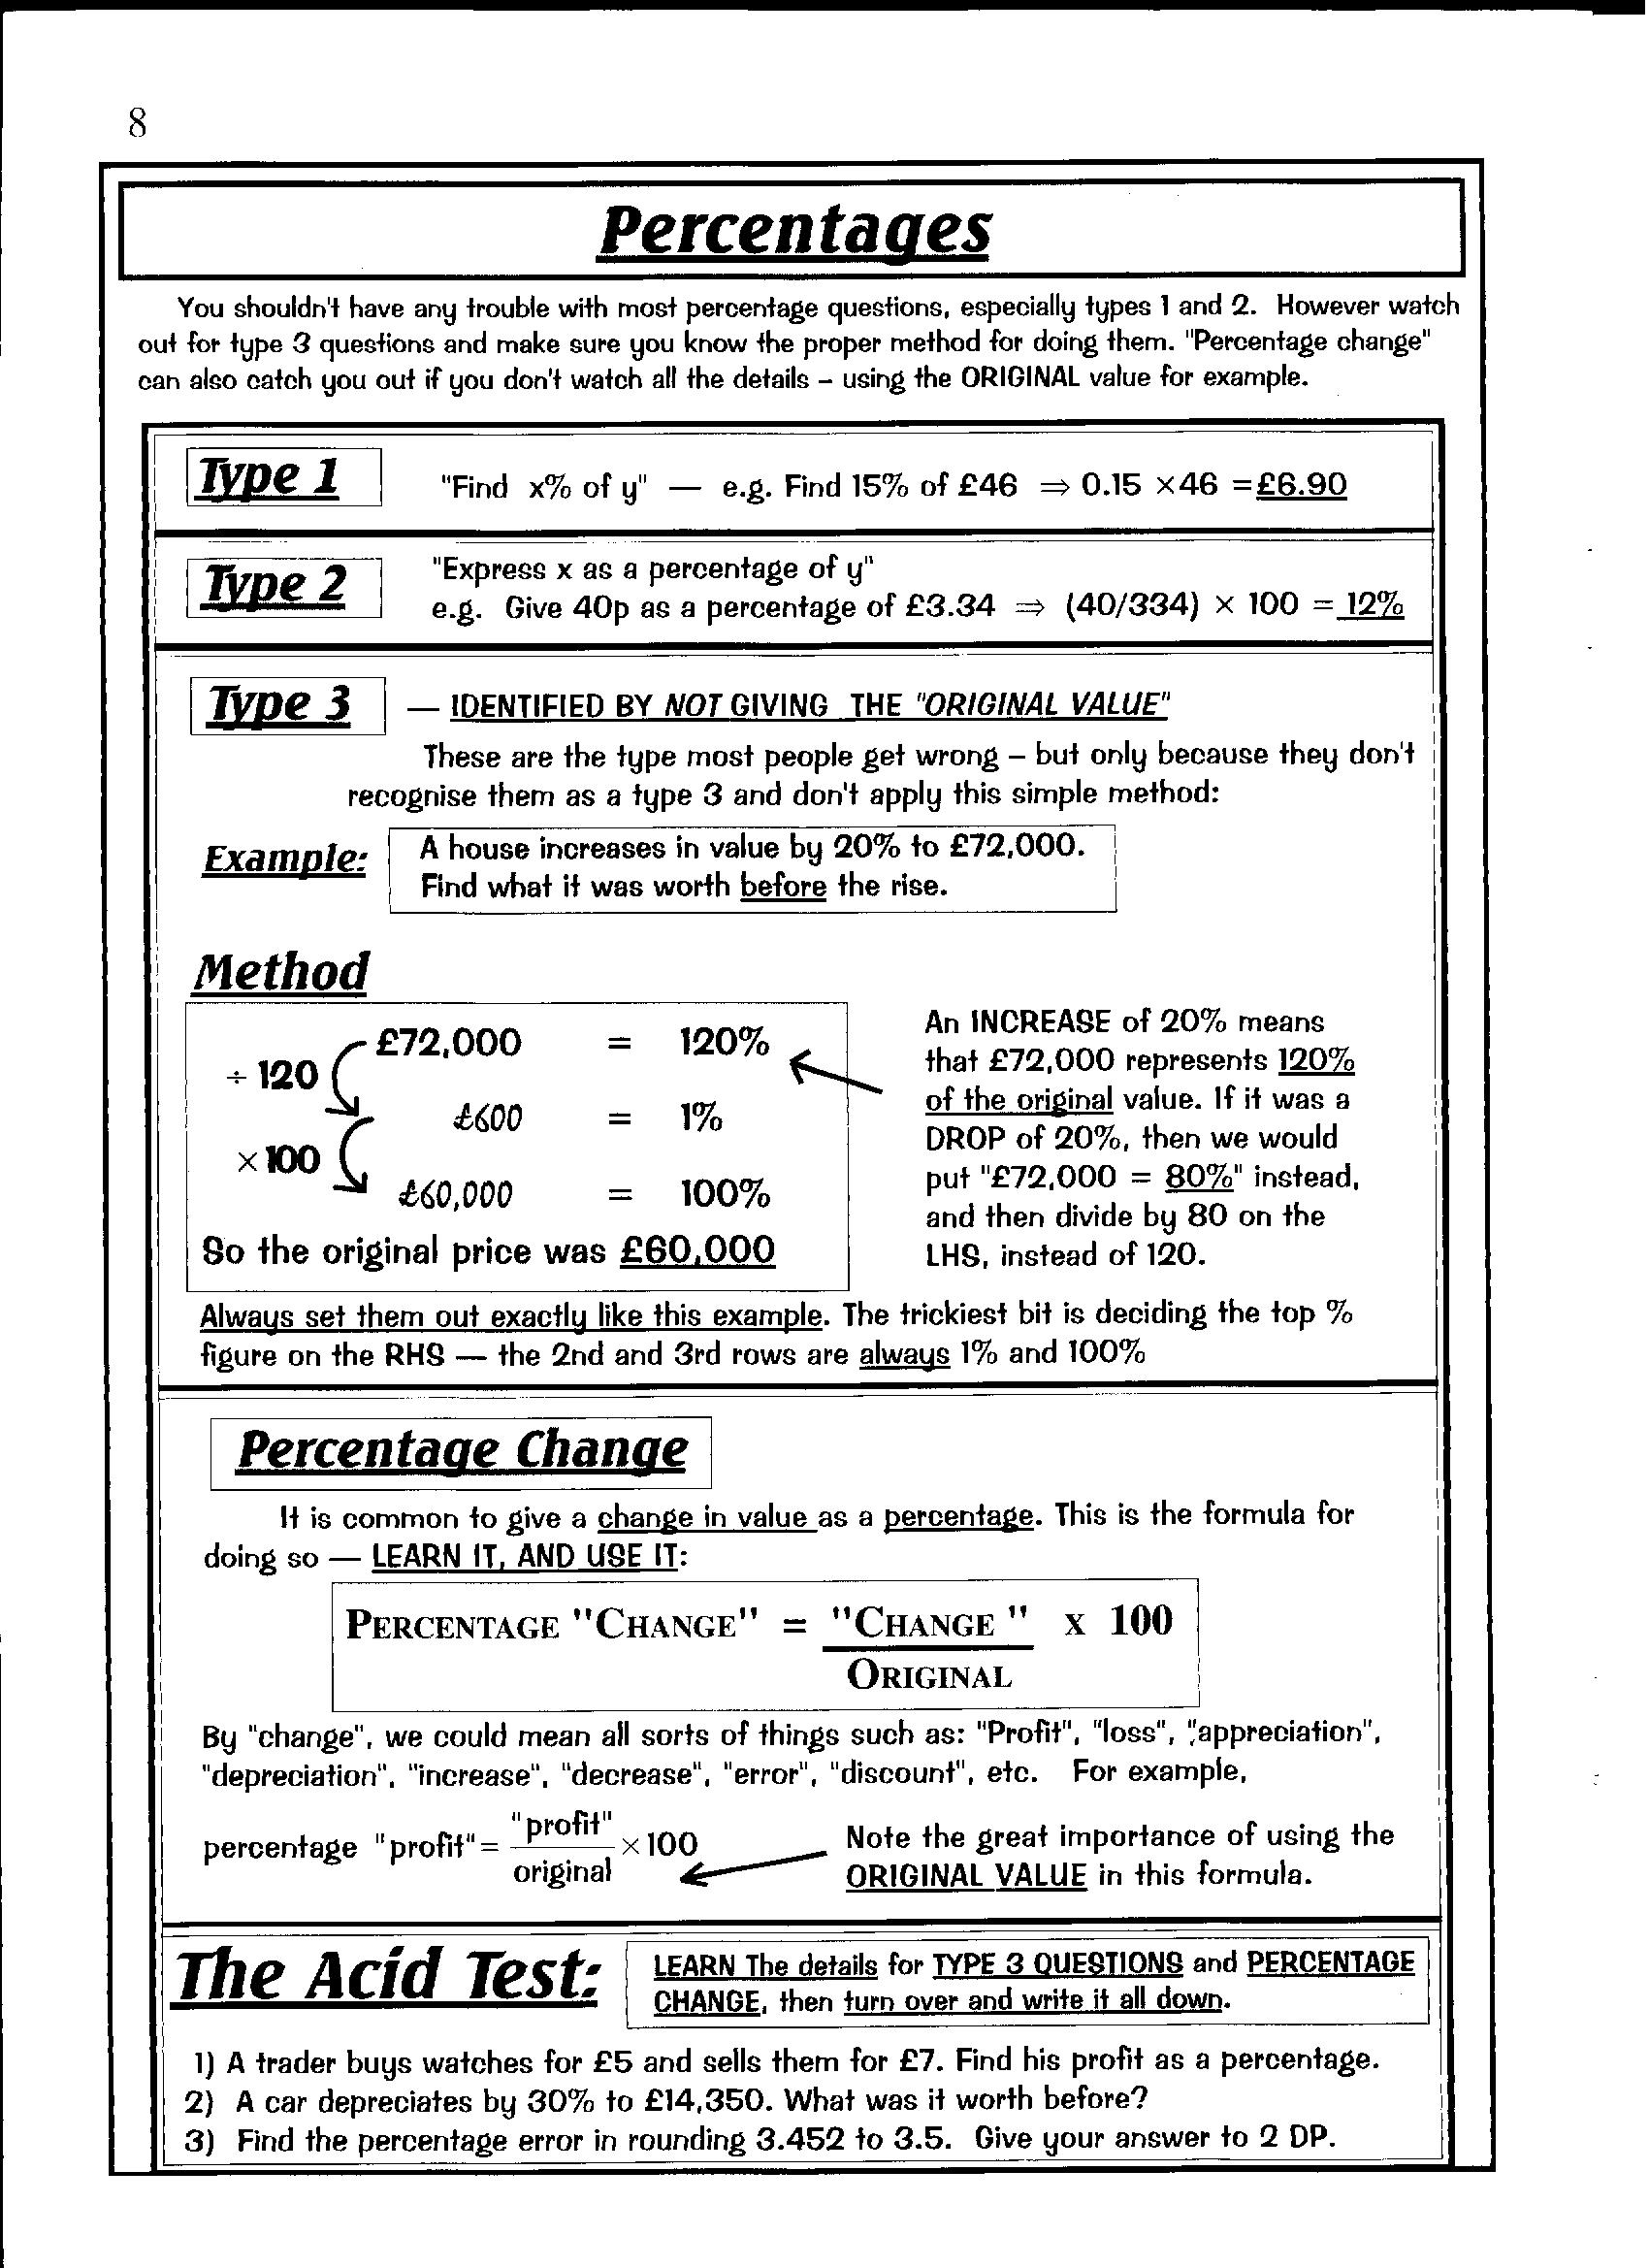 8
Percentages
You shouldn't have any trouble with most percentage questions, especially types 1 and 2. However watch
out for type 3 questions and make sure you know the proper method for doing them. "Percentage change"
can also catch you out if you don't watch all the details – using the ORIGINAL value for example.
Type 1
"Find x% of y" — e.g. Find 15% of £46 ⇒ 0.15 ×46 =£6.90
Type 2
"Express x as a percentage of y"
e.g. Give 40p as a percentage of £3.34 ⇒ (40/334) × 100 = 12%
Type 3 — IDENTIFIED BY NOT GIVING THE "ORIGINAL VALUE"
These are the type most people get wrong – but only because they don't
recognise them as a type 3 and don't apply this simple method:
Example:
A house increases in value by 20% to £72,000.
Find what it was worth before the rise.
Method
£72,000 = 120%
÷ 120
£600 = 1%
×100
£60,000 = 100%
So the original price was £60,000
An INCREASE of 20% means
that £72,000 represents 120%
of the original value. If it was a
DROP of 20%, then we would
put "£72,000 = 80%" instead,
and then divide by 80 on the
LHS, instead of 120.
Always set them out exactly like this example. The trickiest bit is deciding the top %
figure on the RHS — the 2nd and 3rd rows are always 1% and 100%
Percentage Change
It is common to give a change in value as a percentage. This is the formula for
doing so — LEARN IT, AND USE IT:
PERCENTAGE "CHANGE" = "CHANGE " x 100
ORIGINAL
By "change", we could mean all sorts of things such as: "Profit", "loss", "appreciation",
"depreciation", "increase", "decrease", "error", "discount", etc. For example,
percentage "profit"= "profit" ×100
original
Note the great importance of using the
ORIGINAL VALUE in this formula.
The Acid Test:
LEARN The details for TYPE 3 QUESTIONS and PERCENTAGE
CHANGE, then turn over and write it all down.
1) A trader buys watches for £5 and sells them for £7. Find his profit as a percentage.
2) A car depreciates by 30% to £14,350. What was it worth before?
3) Find the percentage error in rounding 3.452 to 3.5. Give your answer to 2 DP.